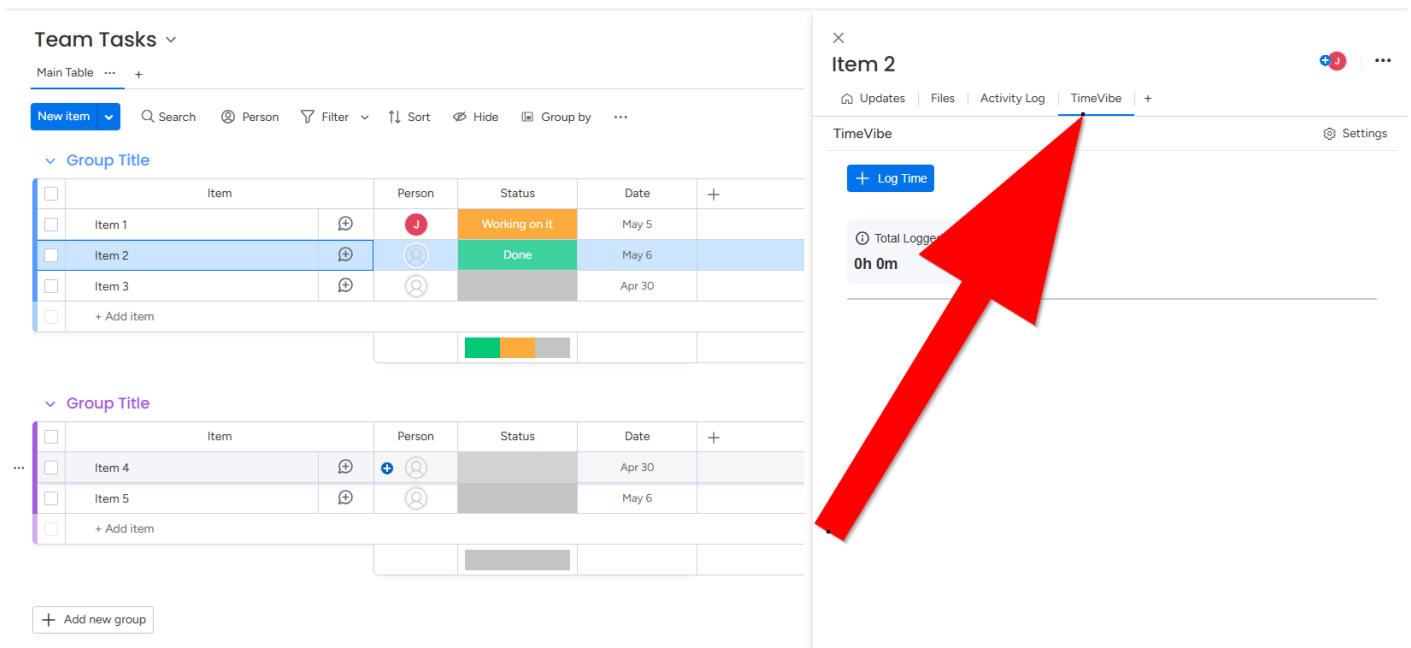 Team Tasks
Main Table
New item
Search
Person
Filter
Sort
Hide
Group by
Group Title
Item Person Status Date
Item 1 J Working on it May 5
Item 2 Done May 6
Item 3 Apr 30
+ Add item
Group Title
Item Person Status Date
Item 4 Apr 30
Item 5 May 6
+ Add item
+ Add new group
Item 2
J
Updates
Files
Activity Log
TimeVibe
+
TimeVibe
Settings
+ Log Time
Total Logged
0h 0m